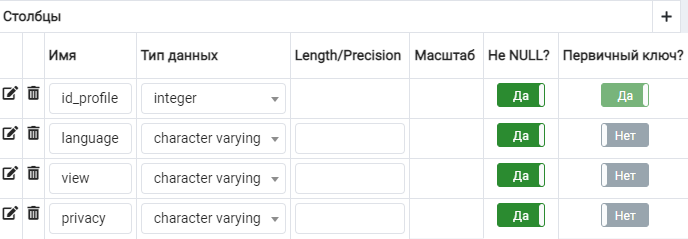 Столбцы +
Имя Тип данных Length/Precision Масштаб Не NULL? Первичный ключ?
id_profile integer Да Да
language character varying Да Нет
view character varying Да Нет
privacy character varying Да Нет